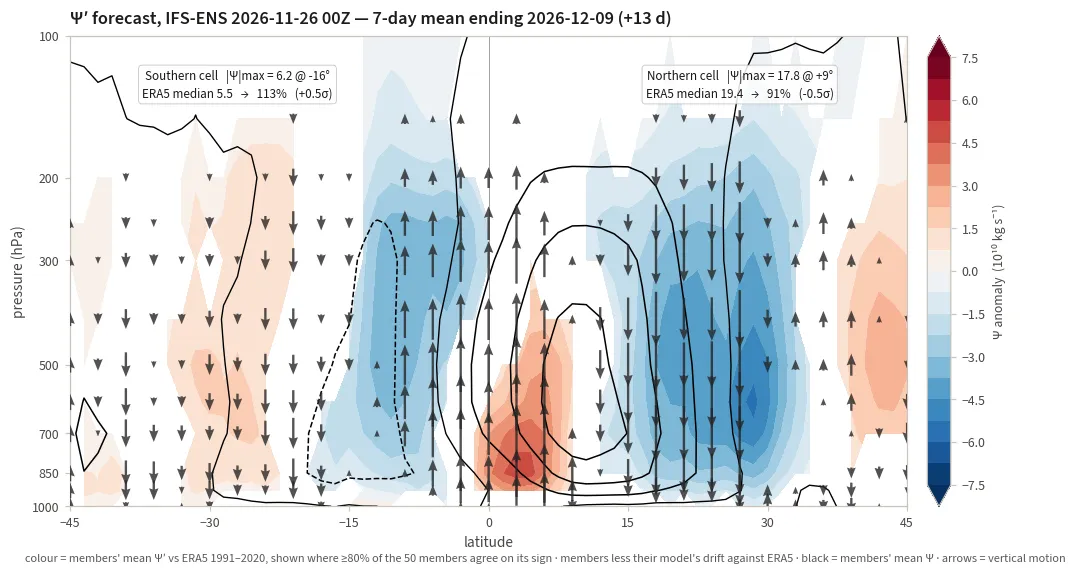 Ψ′ forecast, IFS-ENS 2026-11-26 00Z — 7-day mean ending 2026-12-09 (+13 d)
Southern cell |Ψ|max = 6.2 @ -16°
ERA5 median 5.5 → 113% (+0.5σ)
Northern cell |Ψ|max = 17.8 @ +9°
ERA5 median 19.4 → 91% (-0.5σ)
100
200
300
400
500
700
850
1000
pressure (hPa)
−45
−30
−15
0
15
30
45
latitude
7.5
6.0
4.5
3.0
1.5
0.0
−1.5
−3.0
−4.5
−6.0
−7.5
Ψ anomaly (10¹⁰ kg s⁻¹)
colour = members' mean Ψ′ vs ERA5 1991–2020, shown where ≥80% of the 50 members agree on its sign · members less their model's drift against ERA5 · black = members' mean Ψ · arrows = vertical motion